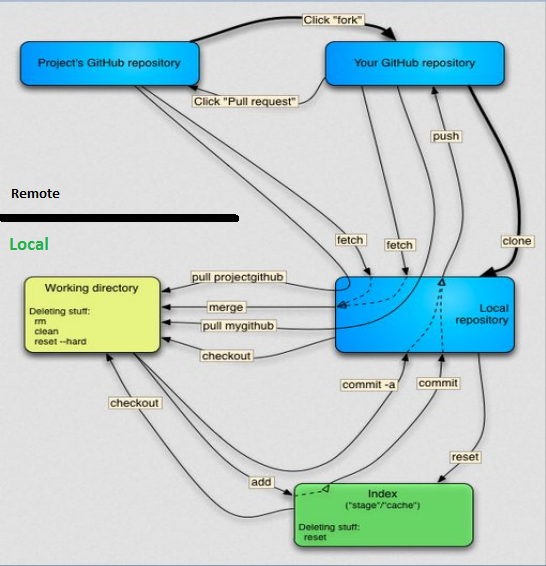 Click "fork"
Project's GitHub repository
Your GitHub repository
Click "Pull request"
push
Remote
Local
fetch
fetch
clone
pull projectgithub
merge
pull mygithub
checkout
Working directory
Deleting stuff:
rm
clean
reset --hard
Local
repository
commit -a
commit
checkout
reset
add
Index
("stage"/"cache")
Deleting stuff:
reset